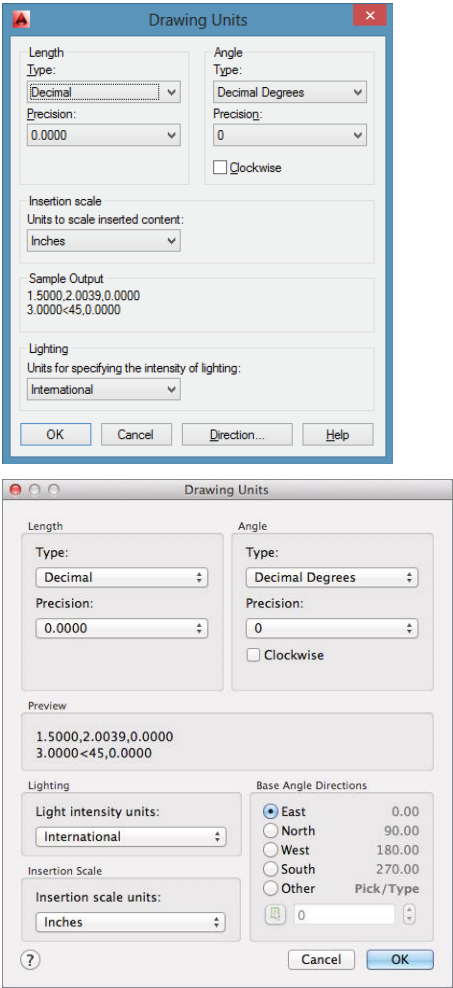 Drawing Units
Length
Type:
Decimal
Precision:
0.0000
Angle
Type:
Decimal Degrees
Precision:
0
Clockwise
Insertion scale
Units to scale inserted content:
Inches
Sample Output
1.5000,2.0039,0.0000
3.0000<45,0.0000
Lighting
Units for specifying the intensity of lighting:
International
OK Cancel Direction... Help
Drawing Units
Length
Type:
Decimal
Precision:
0.0000
Angle
Type:
Decimal Degrees
Precision:
0
Clockwise
Preview
1.5000,2.0039,0.0000
3.0000<45,0.0000
Lighting
Light intensity units:
International
Insertion Scale
Insertion scale units:
Inches
Base Angle Directions
East 0.00
North 90.00
West 180.00
South 270.00
Other Pick/Type
0
? Cancel OK